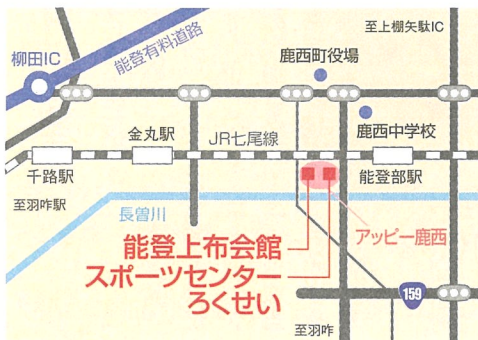 至上棚矢駄IC
柳田IC
能登有料道路
鹿西町役場
鹿西中学校
金丸駅
JR七尾線
千路駅
能登部駅
至羽咋駅
長曽川
アッピー鹿西
能登上布会館
スポーツセンター
ろくせい
159
至羽咋